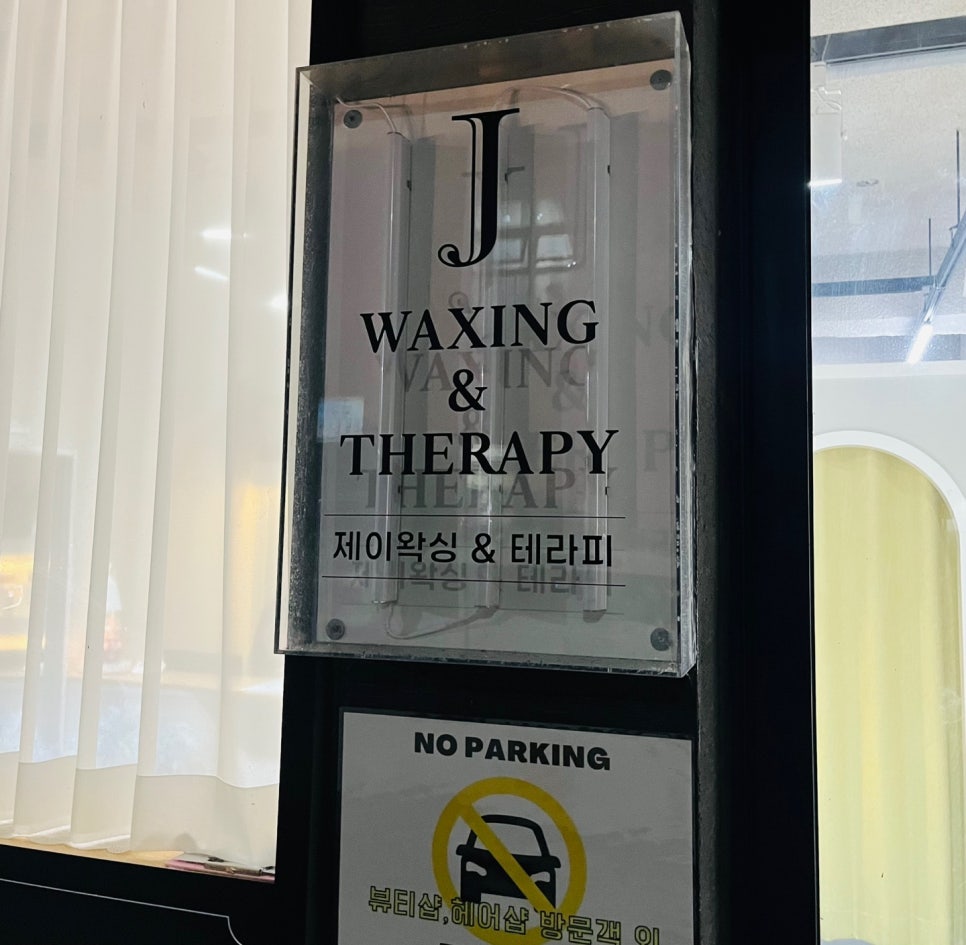 J
WAXING
&
THERAPY
제이왁싱 & 테라피
NO PARKING
뷰티샵,헤어샵 방문객 외